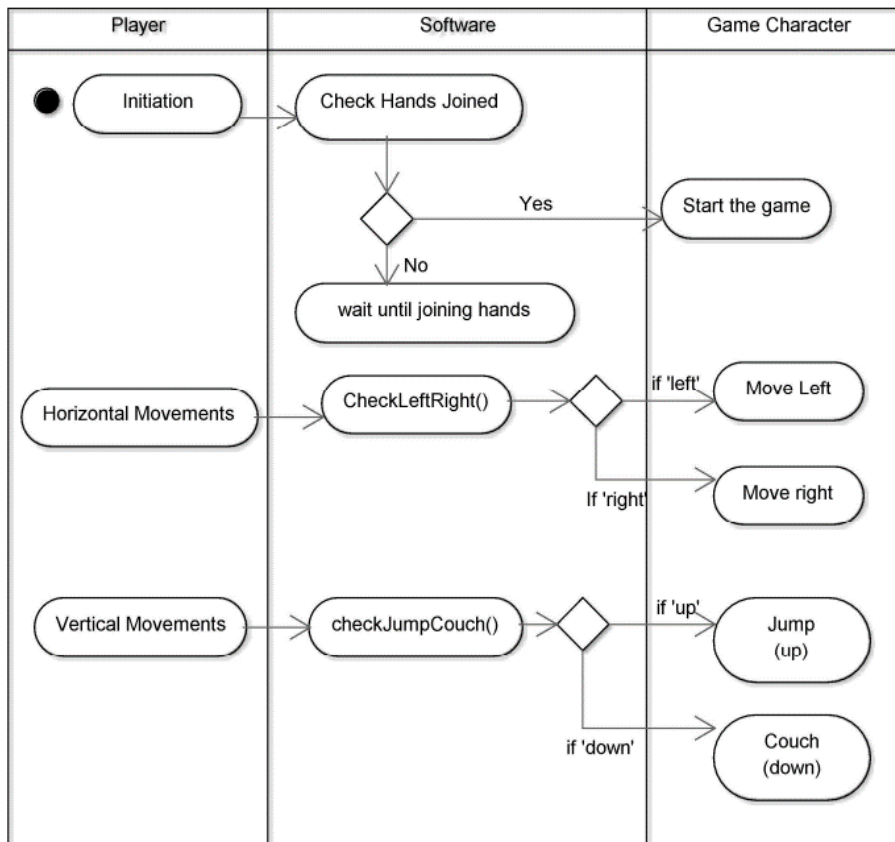 Player
Software
Game Character
Initiation
Check Hands Joined
Yes
Start the game
No
wait until joining hands
Horizontal Movements
CheckLeftRight()
if 'left'
Move Left
If 'right'
Move right
Vertical Movements
checkJumpCouch()
if 'up'
Jump
(up)
if 'down'
Couch
(down)